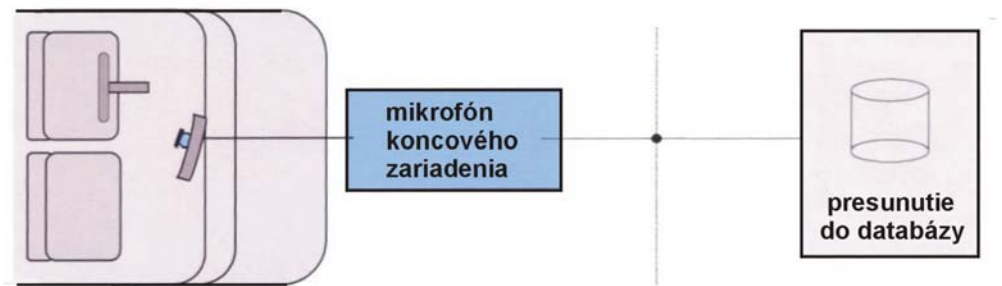 mikrofón
koncového
zariadenia
presunutie
do databázy